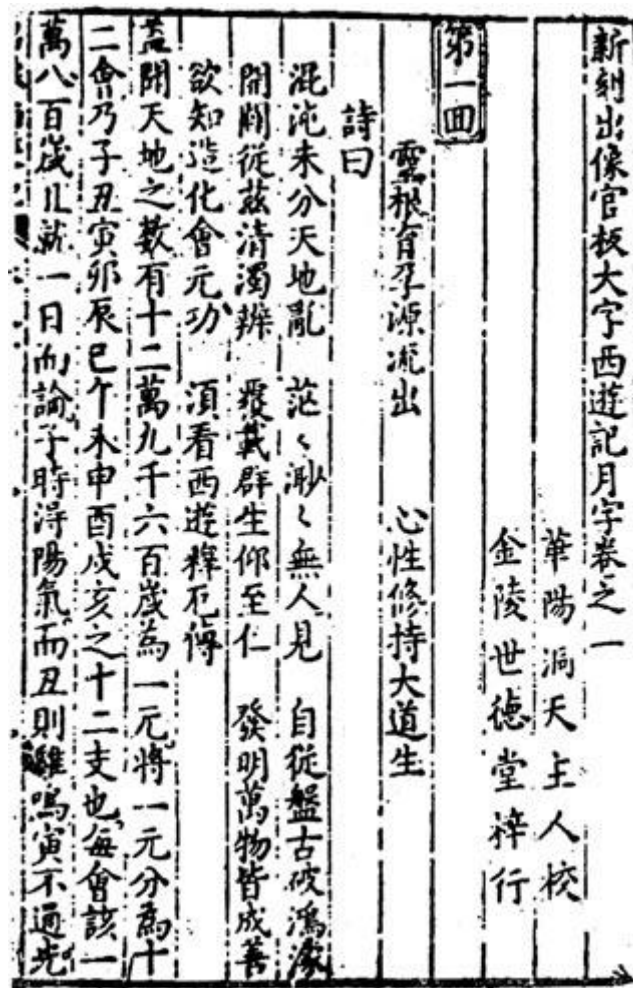 新刻出像官板大字西遊記月字卷之一
華陽洞天主人校
金陵世德堂梓行
第一回
靈根育孕源流出　心性修持大道生
詩曰
混沌未分天地亂　茫〻渺〻無人見　自從盤古破鴻濛
開闢從茲清濁辨　覆載群生仰至仁　發明萬物皆成善
欲知造化會元功　須看西遊釋厄傳
蓋聞天地之數有十二萬九千六百歲為一元將一元分為十
二會乃子丑寅卯辰巳午未申酉戌亥之十二支也每會該一
萬八百歲且就一日而論子時得陽氣而丑則雞鳴寅不通光